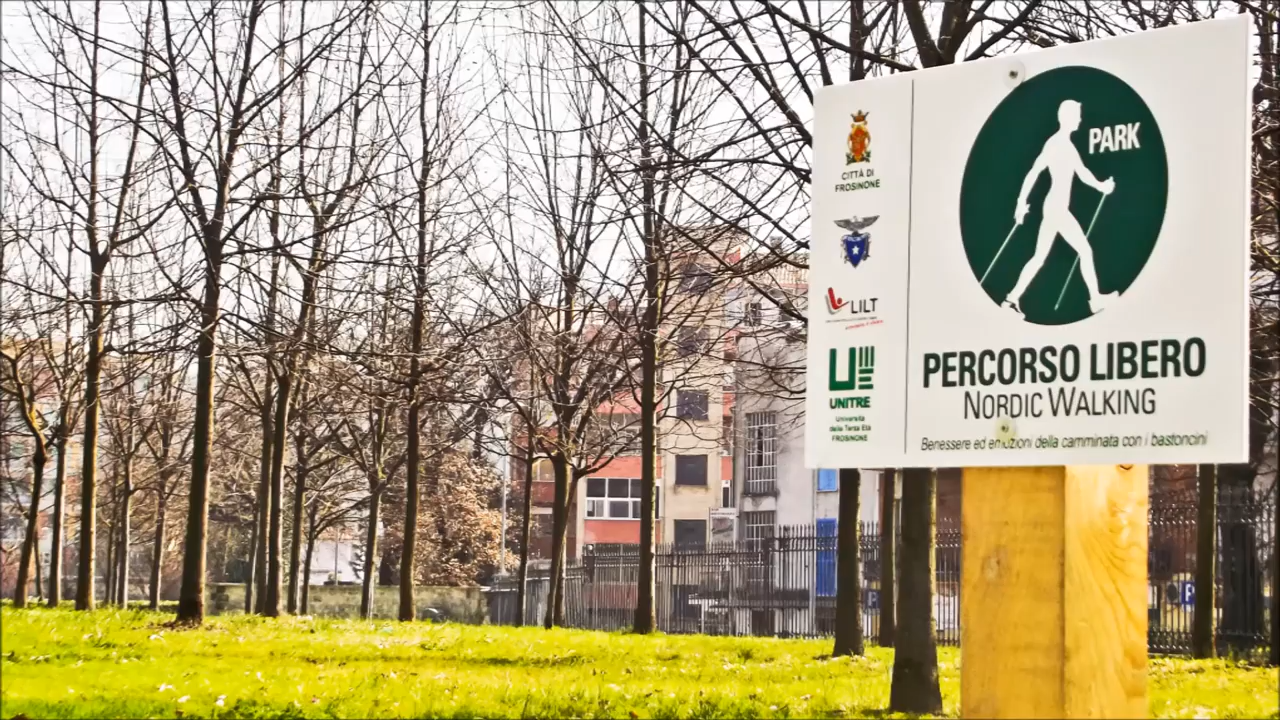 CITTÀ DI
FROSINONE
LILT
UNITRE
Università
della Terza Età
FROSINONE
PARK
PERCORSO LIBERO
NORDIC WALKING
Benessere ed emozioni della camminata con i bastoncini
P